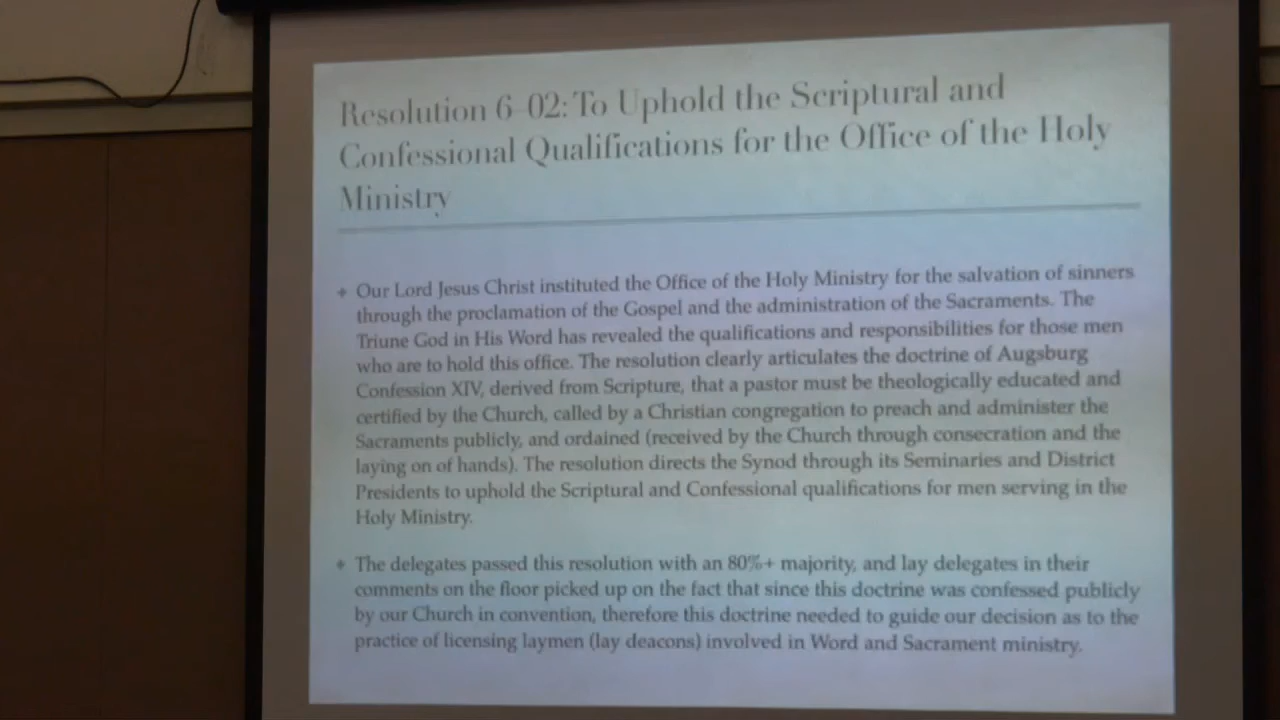 Resolution 6-02: To Uphold the Scriptural and
Confessional Qualifications for the Office of the Holy
Ministry
Our Lord Jesus Christ instituted the Office of the Holy Ministry for the salvation of sinners
through the proclamation of the Gospel and the administration of the Sacraments. The
Triune God in His Word has revealed the qualifications and responsibilities for those men
who are to hold this office. The resolution clearly articulates the doctrine of Augsburg
Confession XIV, derived from Scripture, that a pastor must be theologically educated and
certified by the Church, called by a Christian congregation to preach and administer the
Sacraments publicly, and ordained (received by the Church through consecration and the
laying on of hands). The resolution directs the Synod through its Seminaries and District
Presidents to uphold the Scriptural and Confessional qualifications for men serving in the
Holy Ministry.
The delegates passed this resolution with an 80%+ majority, and lay delegates in their
comments on the floor picked up on the fact that since this doctrine was confessed publicly
by our Church in convention, therefore this doctrine needed to guide our decision as to the
practice of licensing laymen (lay deacons) involved in Word and Sacrament ministry.